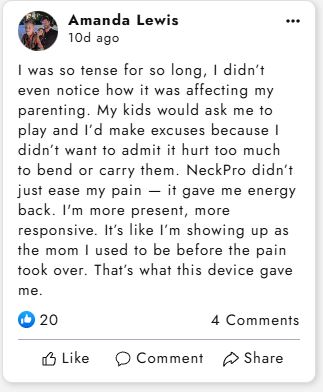 Amanda Lewis
10d ago
I was so tense for so long, I didn’t
even notice how it was affecting my
parenting. My kids would ask me to
play and I’d make excuses because I
didn’t want to admit it hurt too much
to bend or carry them. NeckPro didn’t
just ease my pain — it gave me energy
back. I'm more present, more
responsive. It’s like I’m showing up as
the mom I used to be before the pain
took over. That’s what this device gave
me.
20
4 Comments
Like
Comment
Share